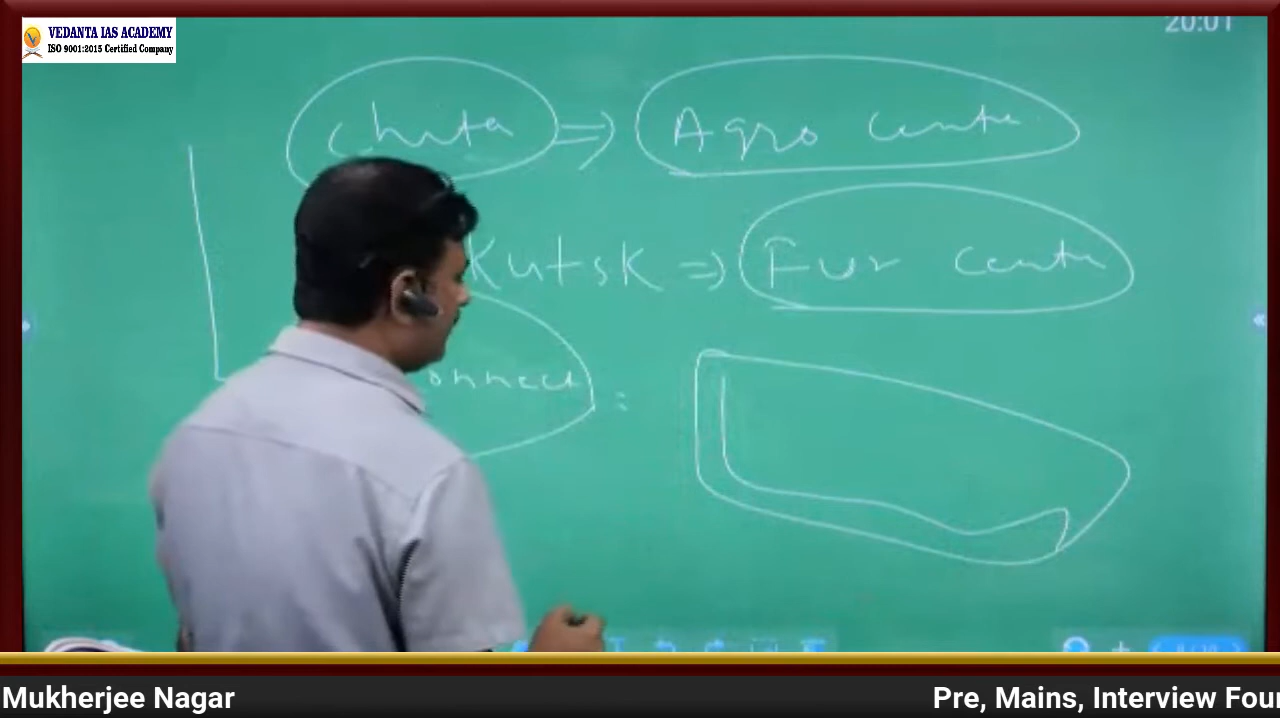 VEDANTA IAS ACADEMY
ISO 9001:2015 Certified Company
20:01
chita => Agro centre
Kutsk => Fur centre
onnect :
Mukherjee Nagar
Pre, Mains, Interview Four